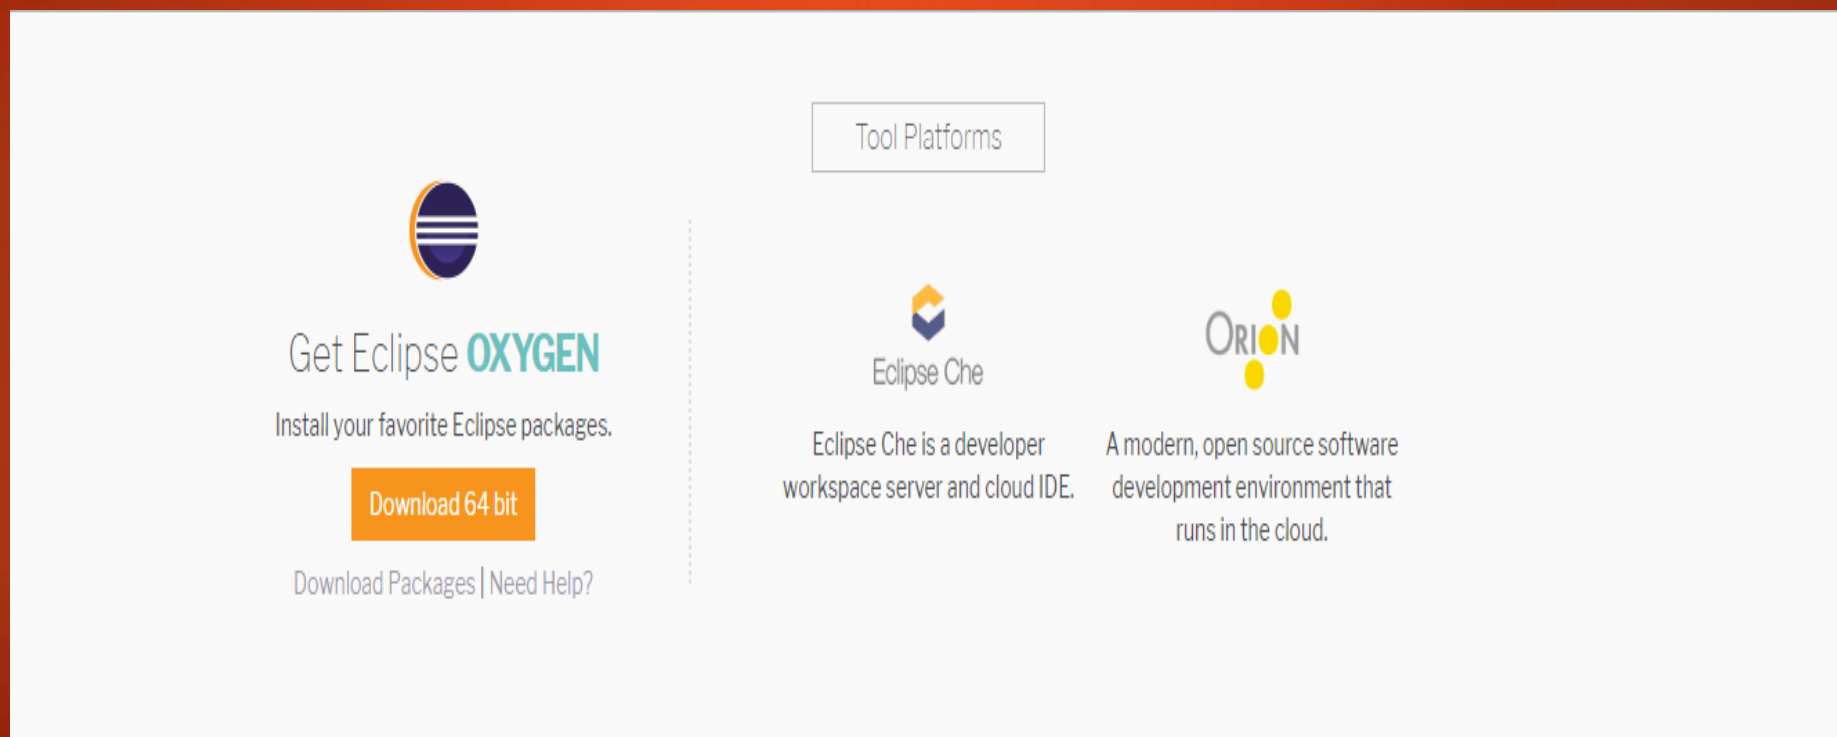 Tool Platforms
Get Eclipse OXYGEN
Install your favorite Eclipse packages.
Download 64 bit
Download Packages | Need Help?
Eclipse Che
Eclipse Che is a developer
workspace server and cloud IDE.
ORION
A modern, open source software
development environment that
runs in the cloud.